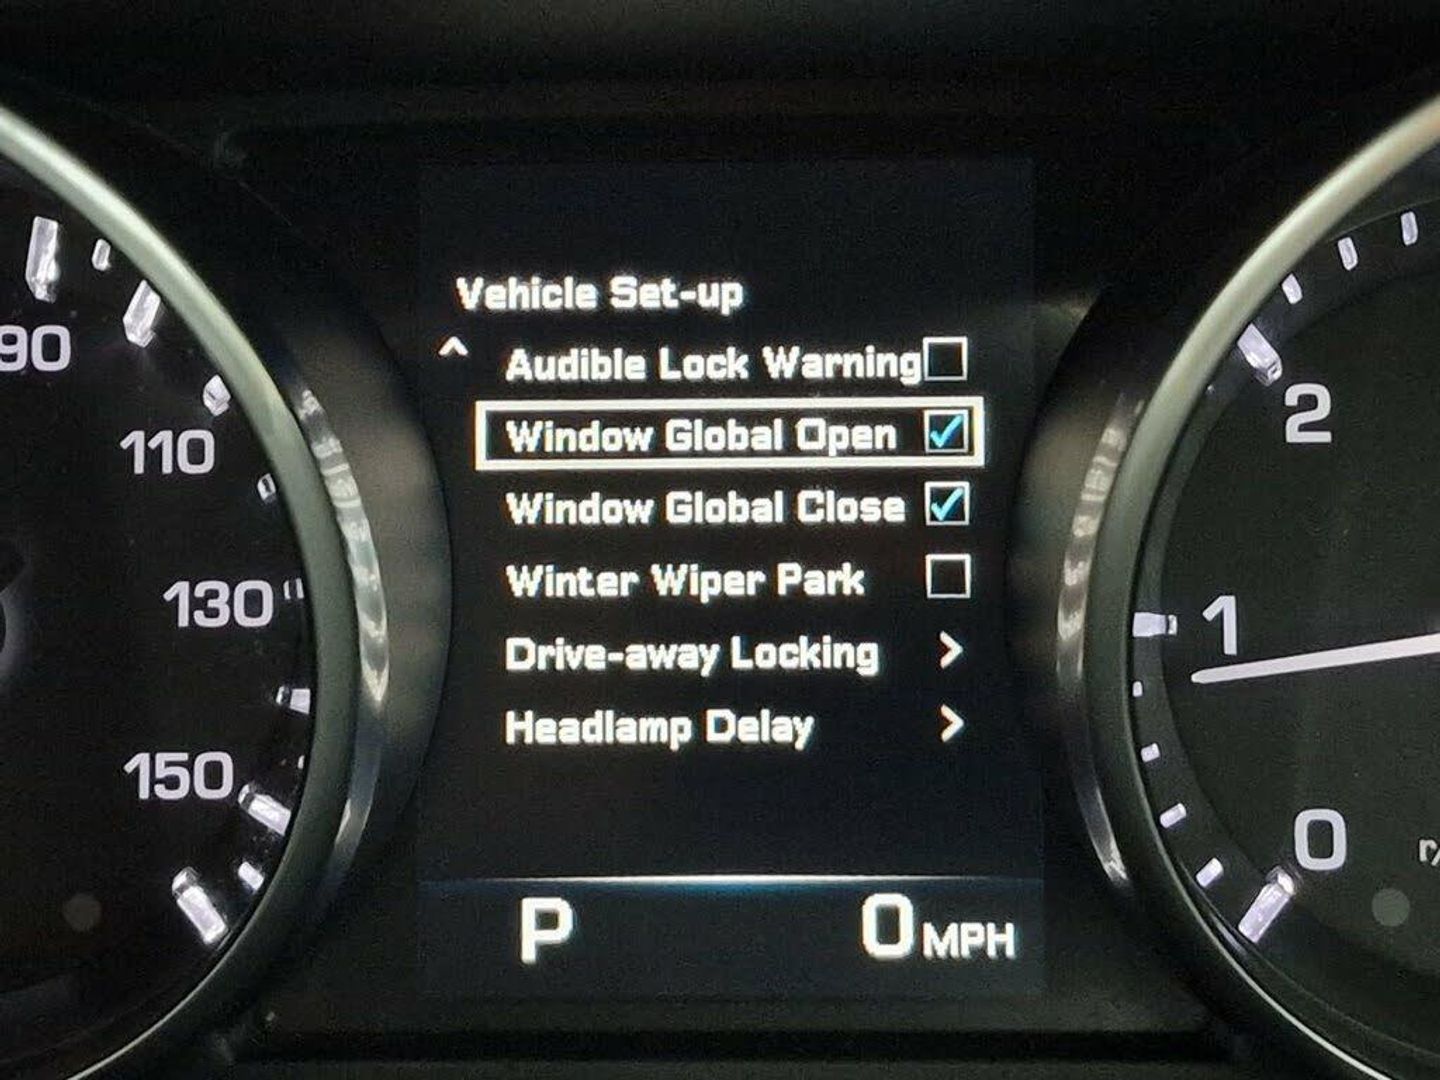 Vehicle Set-up
Audible Lock Warning
Window Global Open
Window Global Close
Winter Wiper Park
Drive-away Locking
Headlamp Delay
P 0 MPH
90
110
130
150
2
1
0